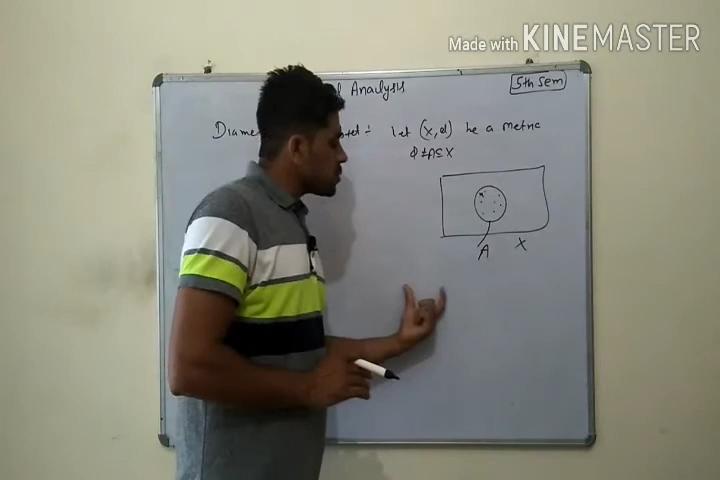 Made with KINEMASTER
Analysis
5th Sem
Let (X, d) be a Metric
Φ ≠ A ⊆ X
A X